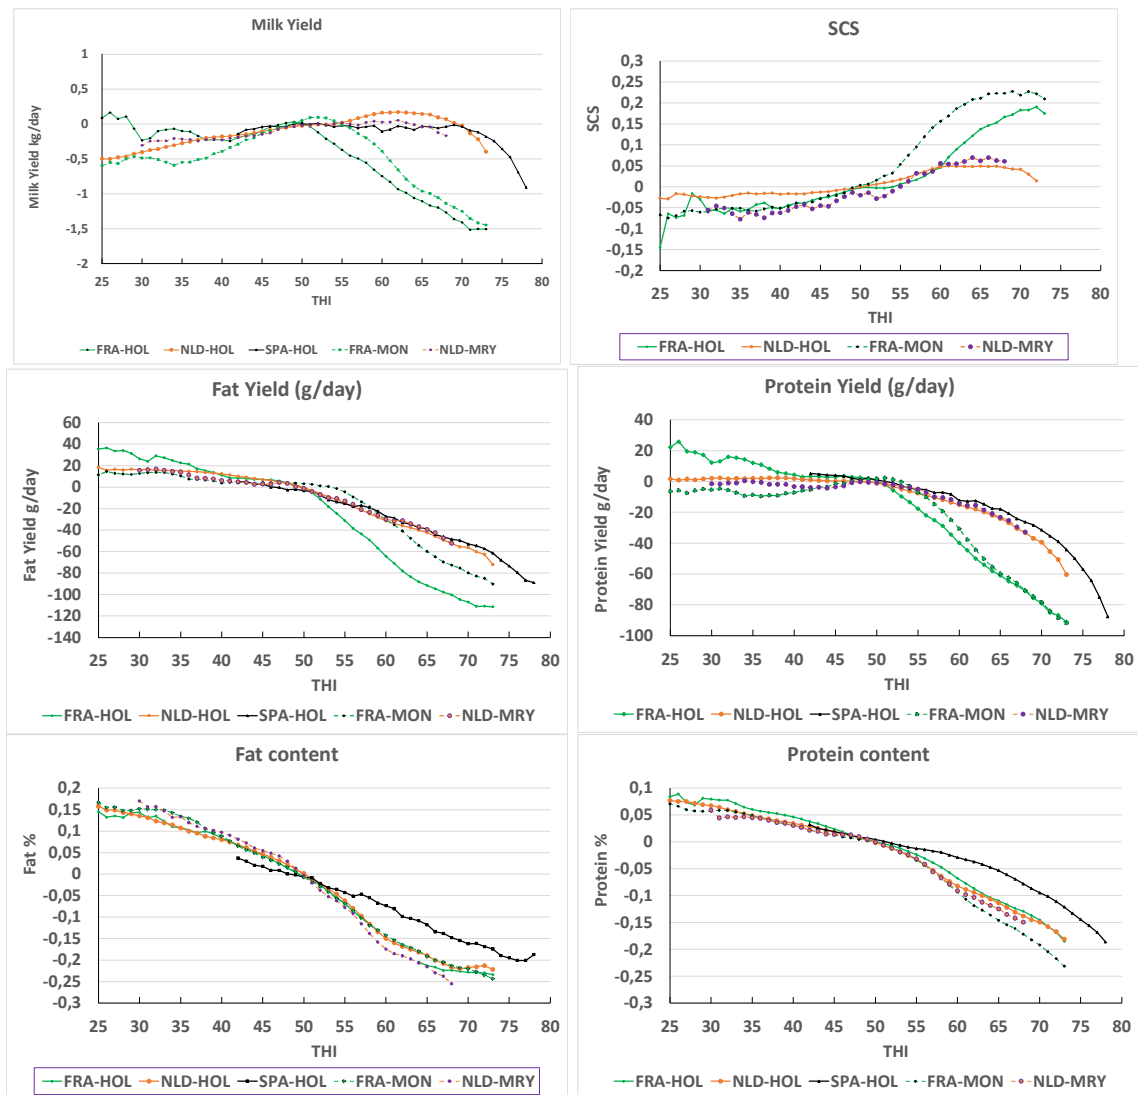 Milk Yield
1
0,5
0
-0,5
-1
-1,5
-2
Milk Yield kg/day
25 30 35 40 45 50 55 60 65 70 75 80
THI
FRA-HOL NLD-HOL SPA-HOL FRA-MON NLD-MRY
SCS
0,3
0,25
0,2
0,15
0,1
0,05
0
-0,05
-0,1
-0,15
-0,2
SCS
25 30 35 40 45 50 55 60 65 70 75 80
THI
FRA-HOL NLD-HOL FRA-MON NLD-MRY
Fat Yield (g/day)
60
40
20
0
-20
-40
-60
-80
-100
-120
-140
Fat Yield g/day
25 30 35 40 45 50 55 60 65 70 75 80
THI
FRA-HOL NLD-HOL SPA-HOL FRA-MON NLD-MRY
Protein Yield (g/day)
40
20
0
-20
-40
-60
-80
-100
Protein Yield g/day
25 30 35 40 45 50 55 60 65 70 75 80
THI
FRA-HOL NLD-HOL SPA-HOL FRA-MON NLD-MRY
Fat content
0,2
0,15
0,1
0,05
0
-0,05
-0,1
-0,15
-0,2
-0,25
-0,3
Fat %
25 30 35 40 45 50 55 60 65 70 75 80
THI
FRA-HOL NLD-HOL SPA-HOL FRA-MON NLD-MRY
Protein content
0,1
0,05
0
-0,05
-0,1
-0,15
-0,2
-0,25
-0,3
Protein %
25 30 35 40 45 50 55 60 65 70 75 80
THI
FRA-HOL NLD-HOL SPA-HOL FRA-MON NLD-MRY